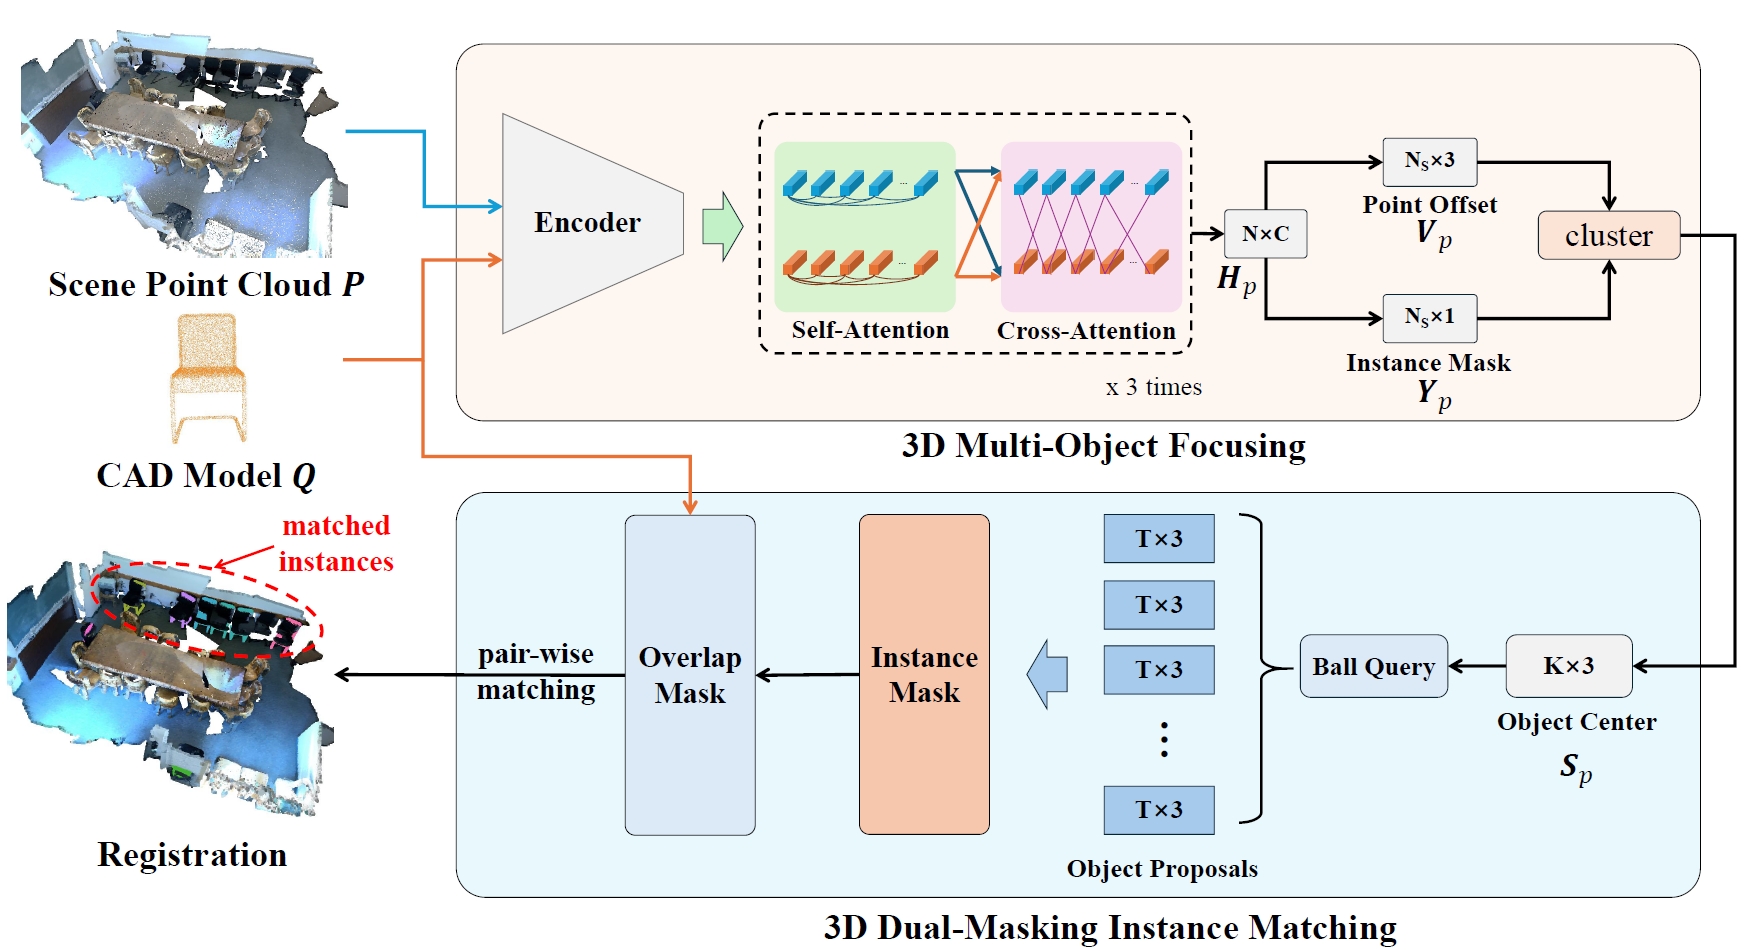 Scene Point Cloud P
CAD Model Q
Encoder
...
...
Self-Attention
...
...
Cross-Attention
x 3 times
N×C
H_p
N_S×3
Point Offset
V_p
N_S×1
Instance Mask
Y_p
cluster
3D Multi-Object Focusing
matched
instances
Registration
pair-wise
matching
Overlap
Mask
Instance
Mask
T×3
T×3
T×3
⋮
T×3
Object Proposals
Ball Query
K×3
Object Center
S_p
3D Dual-Masking Instance Matching